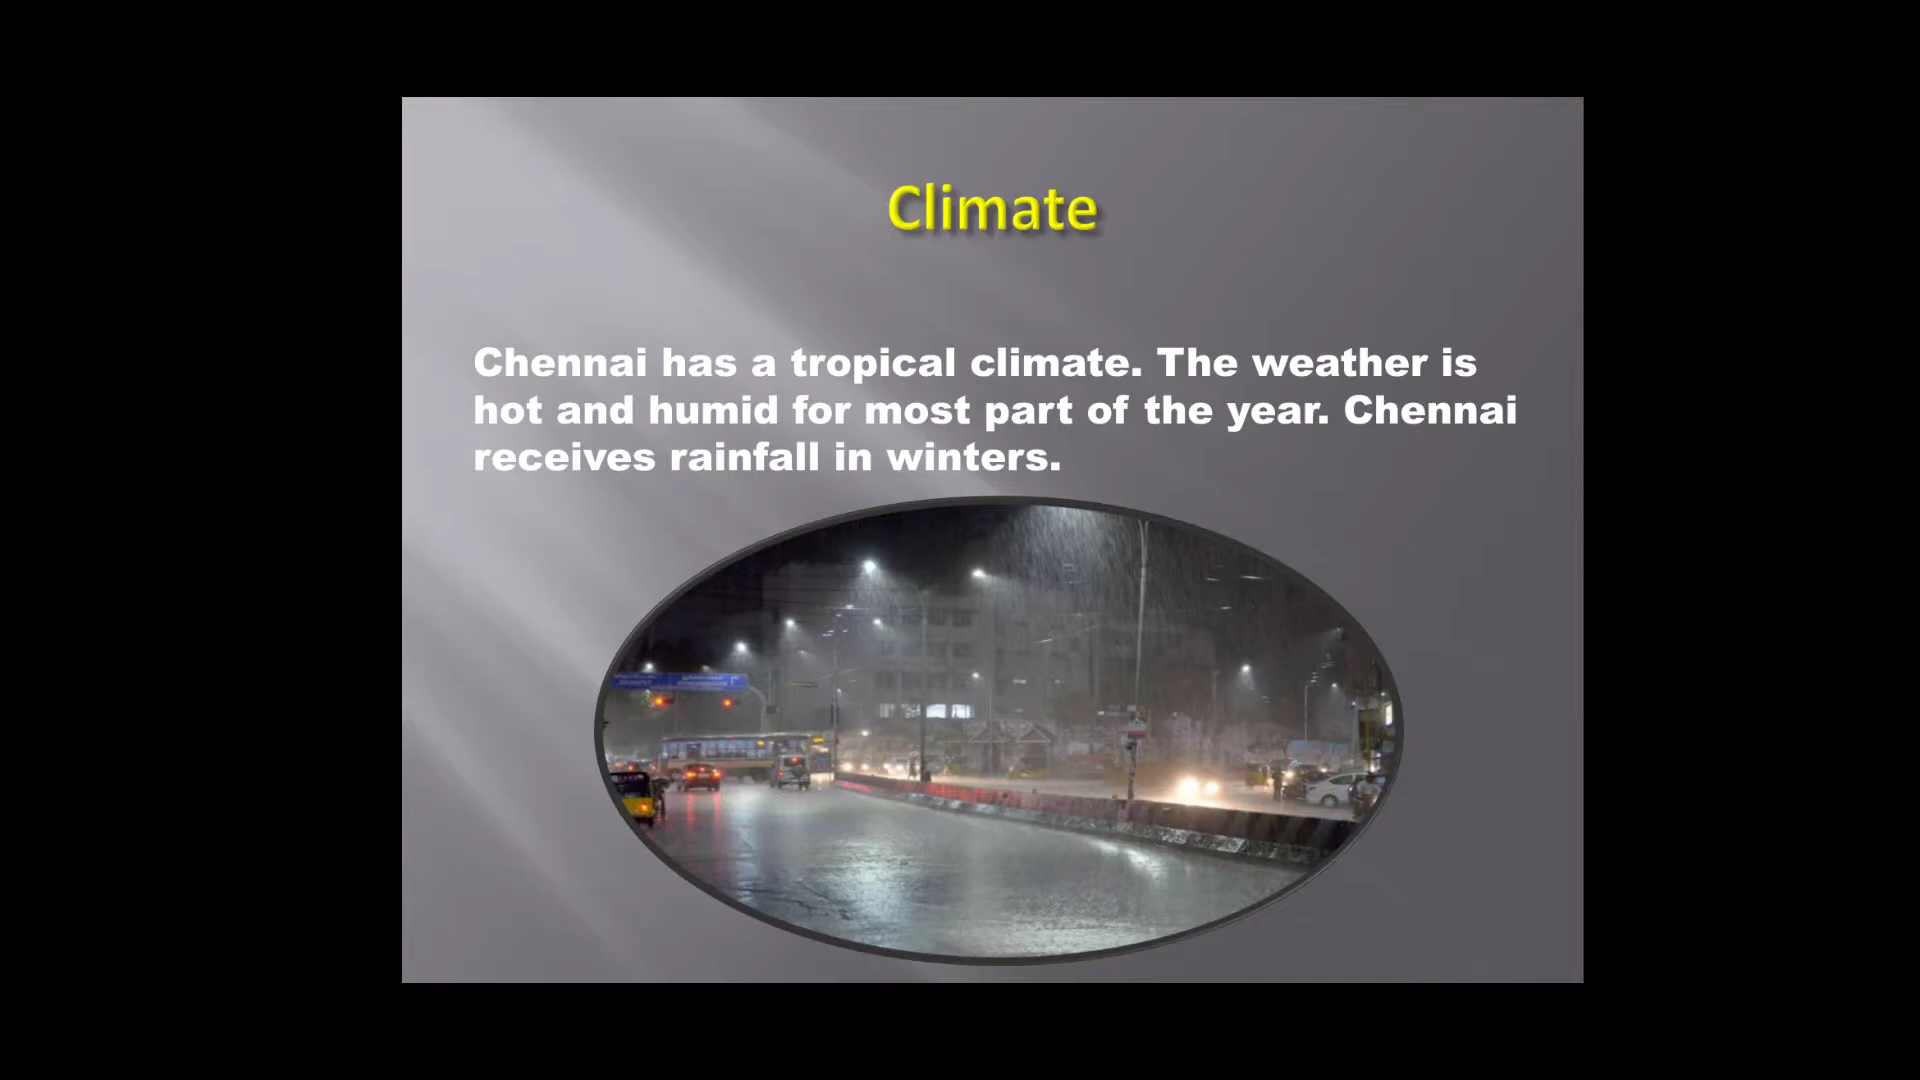 Climate
Chennai has a tropical climate. The weather is
hot and humid for most part of the year. Chennai
receives rainfall in winters.